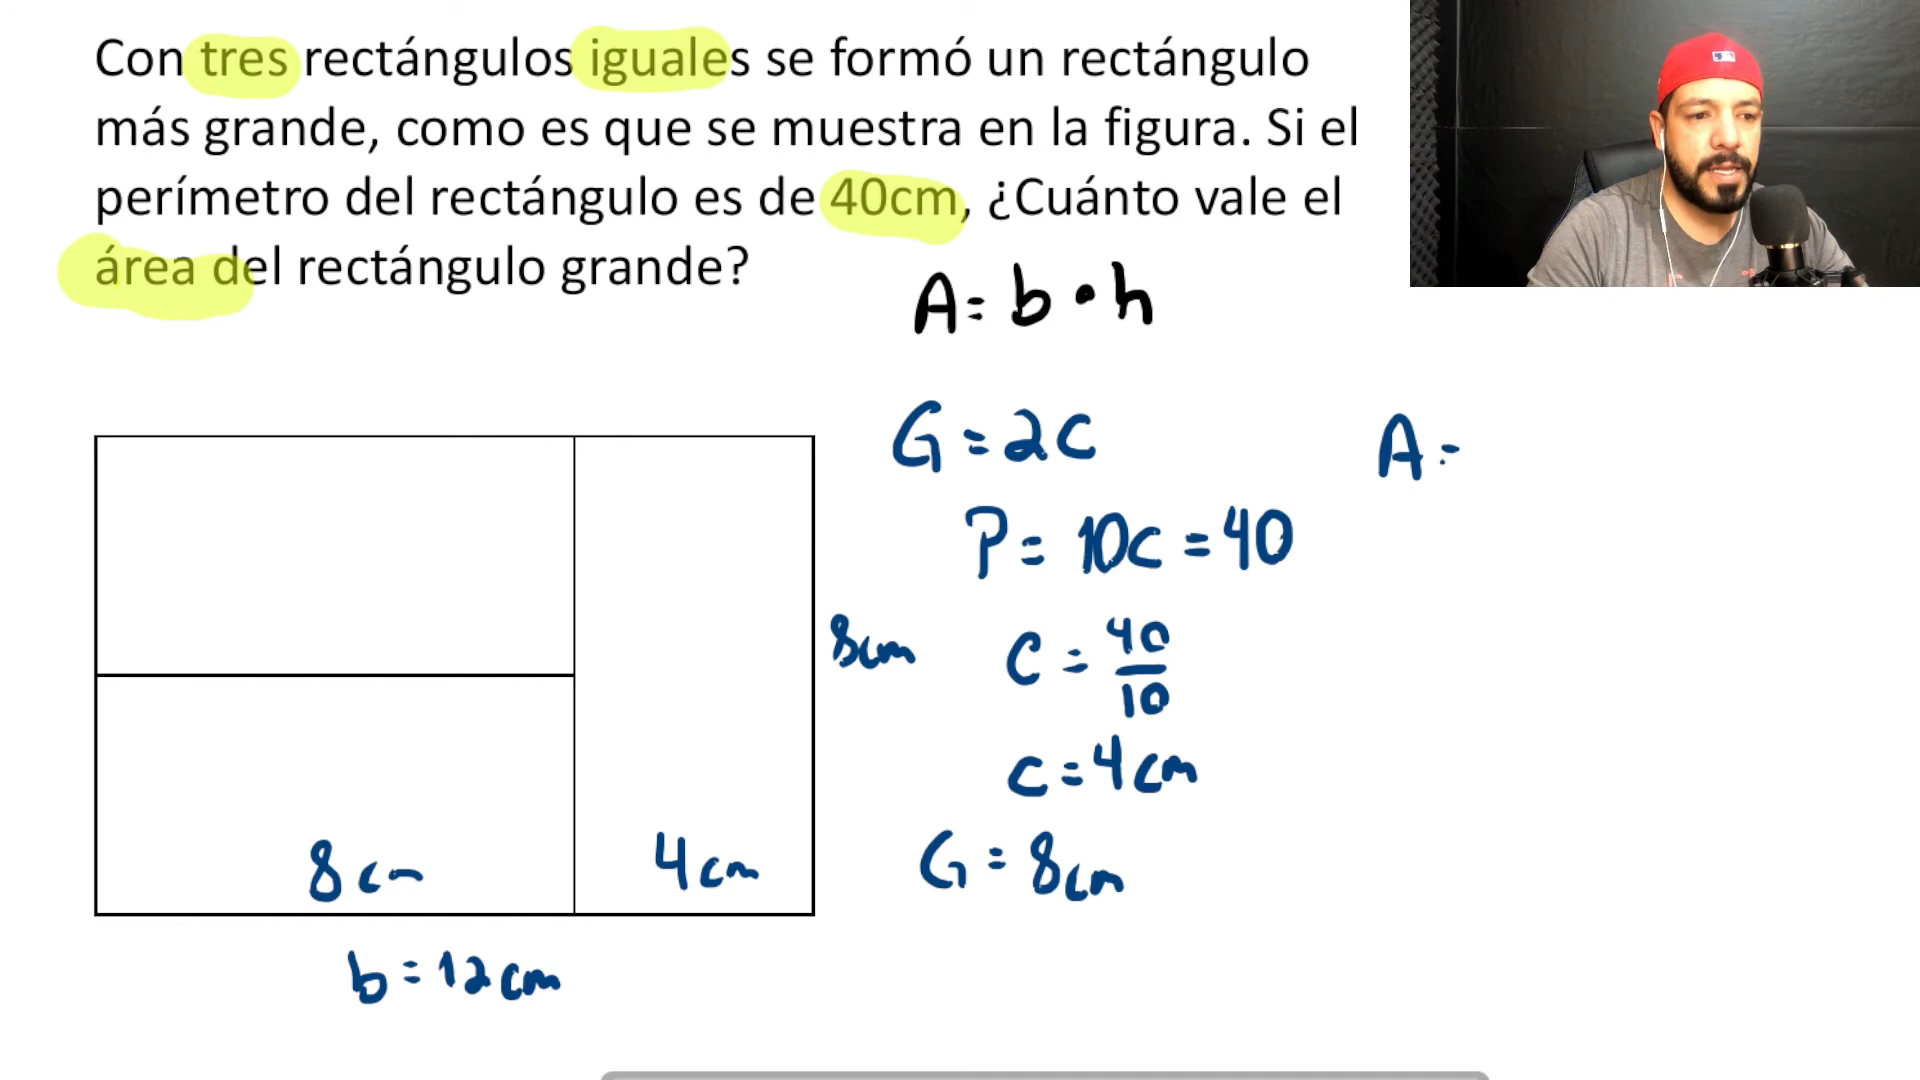 Con tres rectángulos iguales se formó un rectángulo
más grande, como es que se muestra en la figura. Si el
perímetro del rectángulo es de 40cm, ¿Cuánto vale el
área del rectángulo grande?
A = b • h
G = 2c
A =
P = 10c = 40
8cm
c = 40/10
c = 4cm
8cm
4cm
G = 8cm
b = 12cm